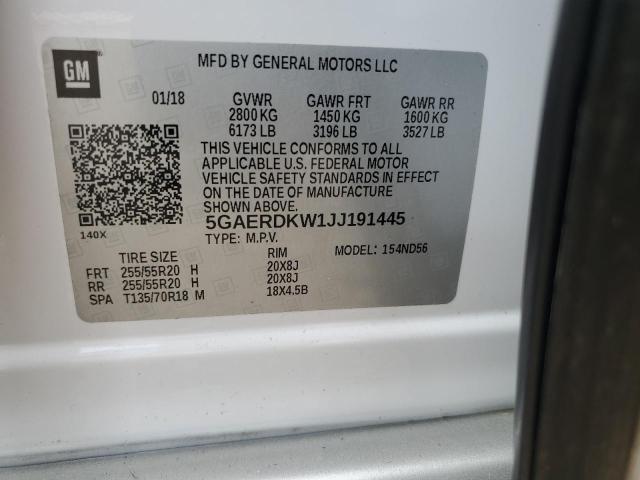 GM
MFD BY GENERAL MOTORS LLC
01/18 GVWR GAWR FRT GAWR RR
2800 KG 1450 KG 1600 KG
6173 LB 3196 LB 3527 LB
THIS VEHICLE CONFORMS TO ALL
APPLICABLE U.S. FEDERAL MOTOR
VEHICLE SAFETY STANDARDS IN EFFECT
ON THE DATE OF MANUFACTURE
SHOWN ABOVE.
140X 5GAERDKW1JJ191445
TYPE: M.P.V. MODEL: 154ND56
TIRE SIZE RIM
FRT 255/55R20 H 20X8J
RR 255/55R20 H 20X8J
SPA T135/70R18 M 18X4.5B